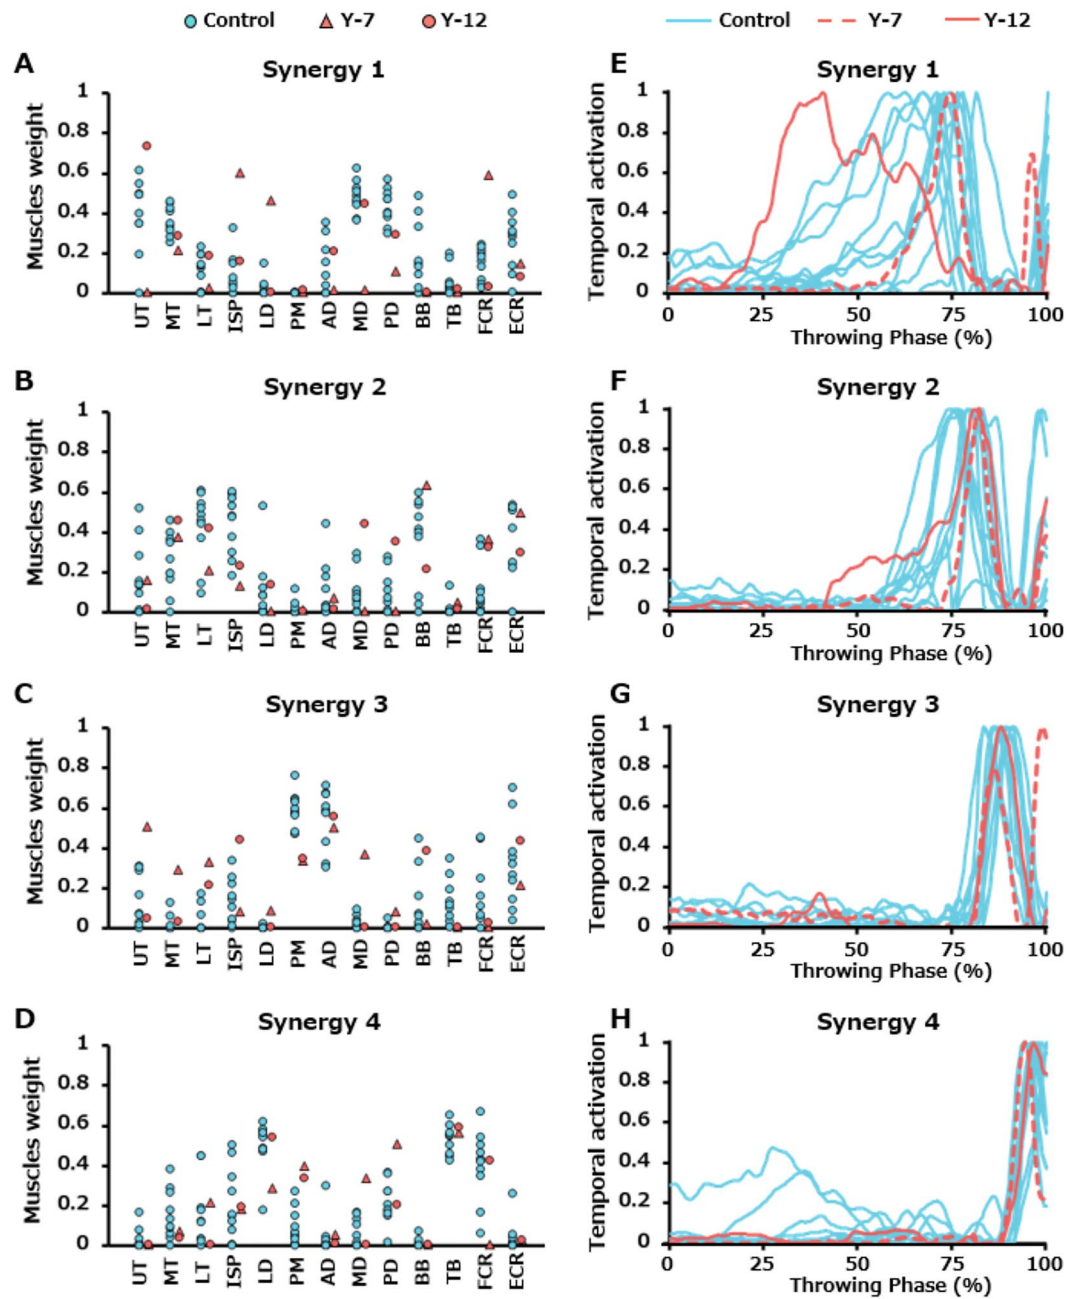 Control Y-7 Y-12
Control Y-7 Y-12
A
Synergy 1
Muscles weight
1
0.8
0.6
0.4
0.2
0
UT MT LT ISP LD PM AD MD PD BB TB FCR ECR
E
Synergy 1
Temporal activation
1
0.8
0.6
0.4
0.2
0
0 25 50 75 100
Throwing Phase (%)
B
Synergy 2
Muscles weight
1
0.8
0.6
0.4
0.2
0
UT MT LT ISP LD PM AD MD PD BB TB FCR ECR
F
Synergy 2
Temporal activation
1
0.8
0.6
0.4
0.2
0
0 25 50 75 100
Throwing Phase (%)
C
Synergy 3
Muscles weight
1
0.8
0.6
0.4
0.2
0
UT MT LT ISP LD PM AD MD PD BB TB FCR ECR
G
Synergy 3
Temporal activation
1
0.8
0.6
0.4
0.2
0
0 25 50 75 100
Throwing Phase (%)
D
Synergy 4
Muscles weight
1
0.8
0.6
0.4
0.2
0
UT MT LT ISP LD PM AD MD PD BB TB FCR ECR
H
Synergy 4
Temporal activation
1
0.8
0.6
0.4
0.2
0
0 25 50 75 100
Throwing Phase (%)